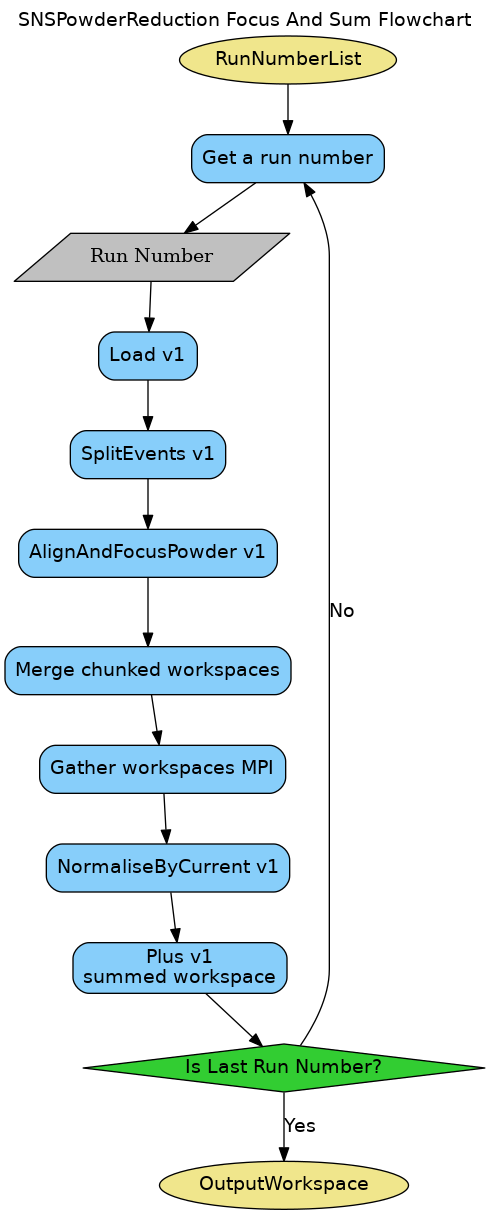 SNSPowderReduction Focus And Sum Flowchart
RunNumberList
Get a run number
Run Number
Load v1
SplitEvents v1
AlignAndFocusPowder v1
No
Merge chunked workspaces
Gather workspaces MPI
NormaliseByCurrent v1
Plus v1
summed workspace
Is Last Run Number?
Yes
OutputWorkspace